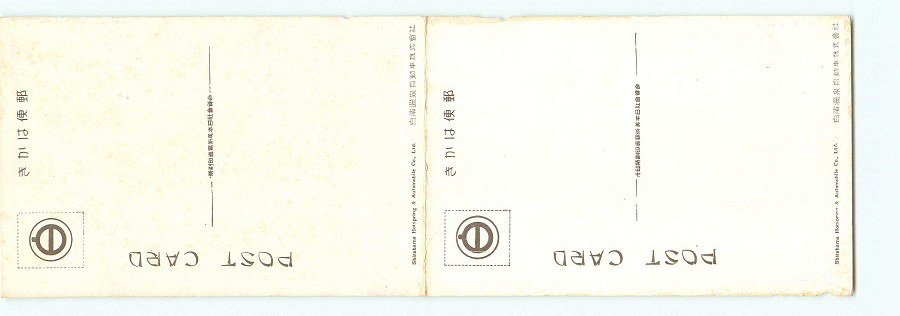 郵便はかき
POST CARD
白濱温泉自動車株式會社
Shirahama Hotspring & Automobile Co., Ltd.
郵便はかき
POST CARD
白濱温泉自動車株式會社
Shirahama Hotspring & Automobile Co., Ltd.